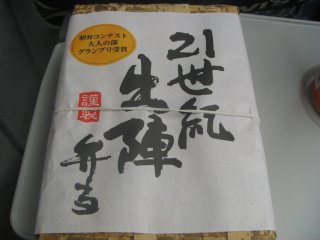 駅弁コンテスト
大人の部
グランプリ受賞
21世紀
出陣
弁当
謹製